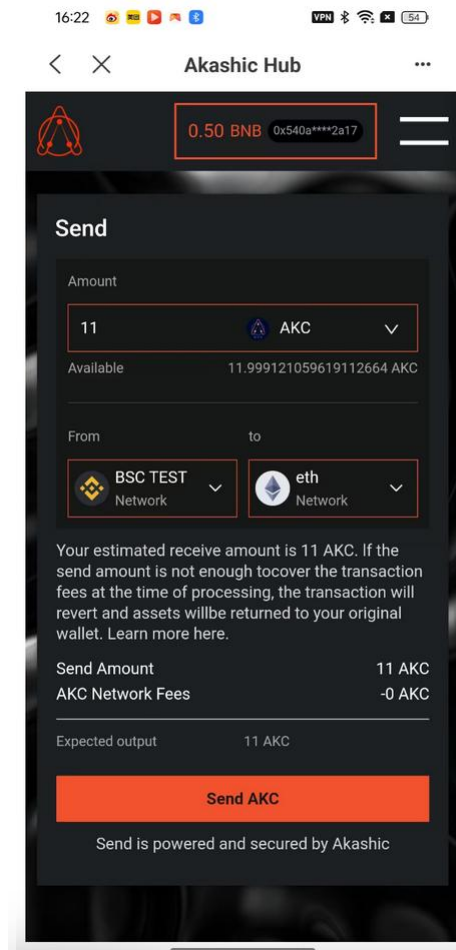 16:22
VPN
54
Akashic Hub
0.50 BNB 0x540a****2a17
Send
Amount
11 AKC
Available 11.999121059619112664 AKC
From to
BSC TEST eth
Network Network
Your estimated receive amount is 11 AKC. If the
send amount is not enough tocover the transaction
fees at the time of processing, the transaction will
revert and assets willbe returned to your original
wallet. Learn more here.
Send Amount 11 AKC
AKC Network Fees -0 AKC
Expected output 11 AKC
Send AKC
Send is powered and secured by Akashic